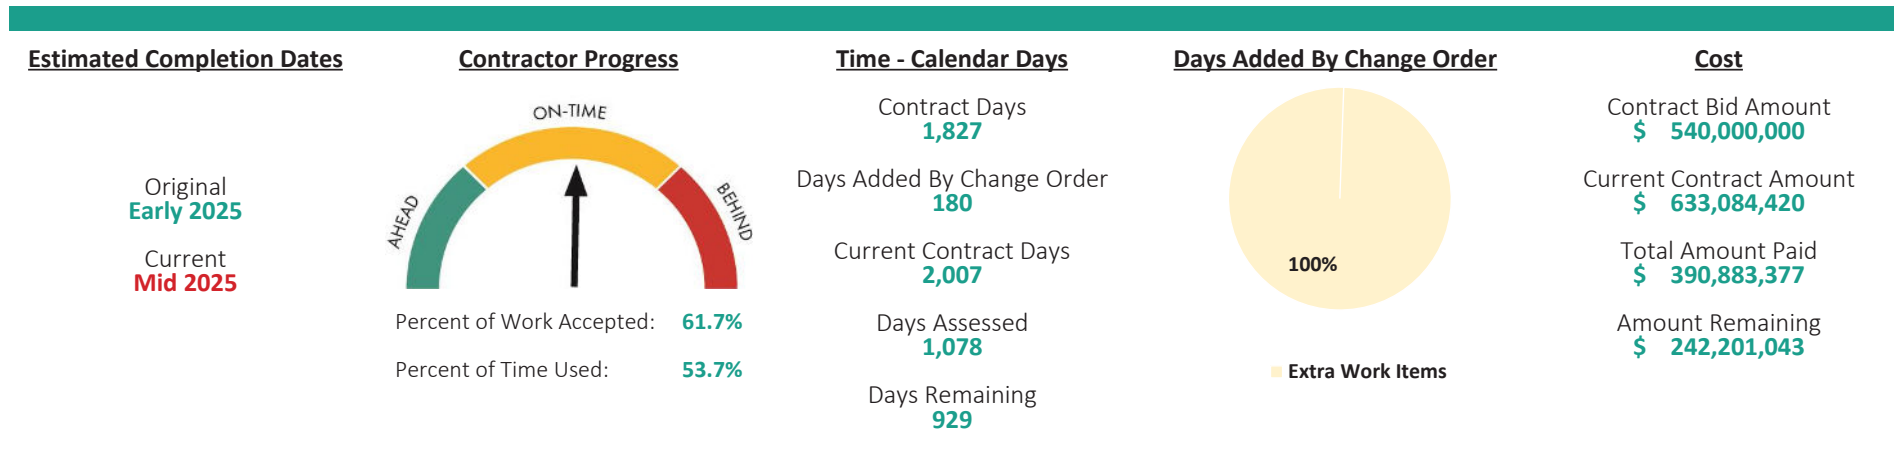 Estimated Completion Dates
Original
Early 2025
Current
Mid 2025
Contractor Progress
ON-TIME
AHEAD
BEHIND
Percent of Work Accepted: 61.7%
Percent of Time Used: 53.7%
Time - Calendar Days
Contract Days
1,827
Days Added By Change Order
180
Current Contract Days
2,007
Days Assessed
1,078
Days Remaining
929
Days Added By Change Order
100%
Extra Work Items
Cost
Contract Bid Amount
$ 540,000,000
Current Contract Amount
$ 633,084,420
Total Amount Paid
$ 390,883,377
Amount Remaining
$ 242,201,043